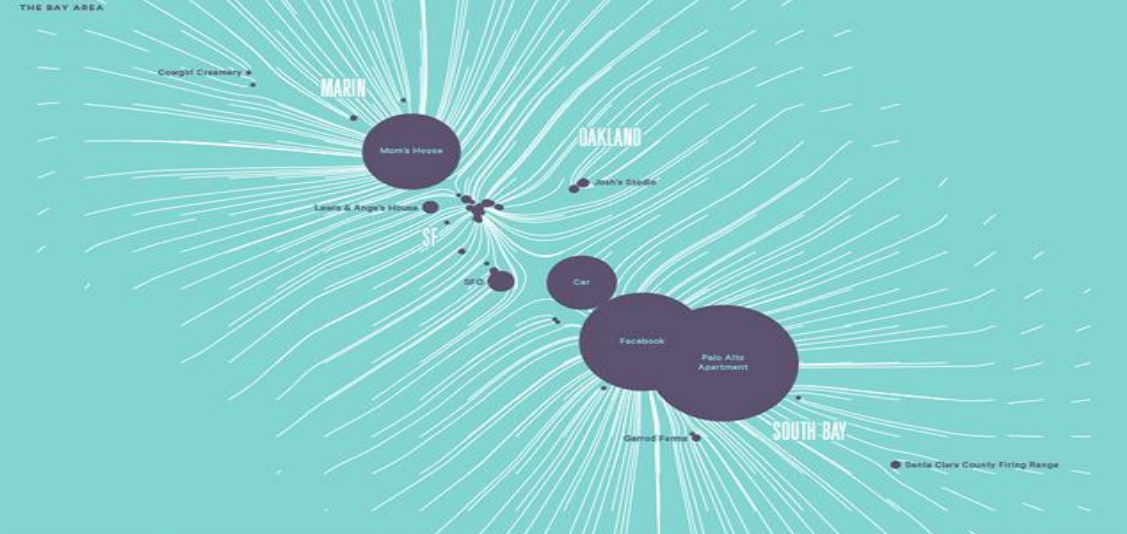 THE BAY AREA
Cowgirl Creamery
MARIN
OAKLAND
Mom's House
Josh's Studio
Lewis & Ange's House
SF
SFO
Car
Facebook
Palo Alto
Apartment
SOUTH BAY
Garrod Farms
Santa Clara County Firing Range